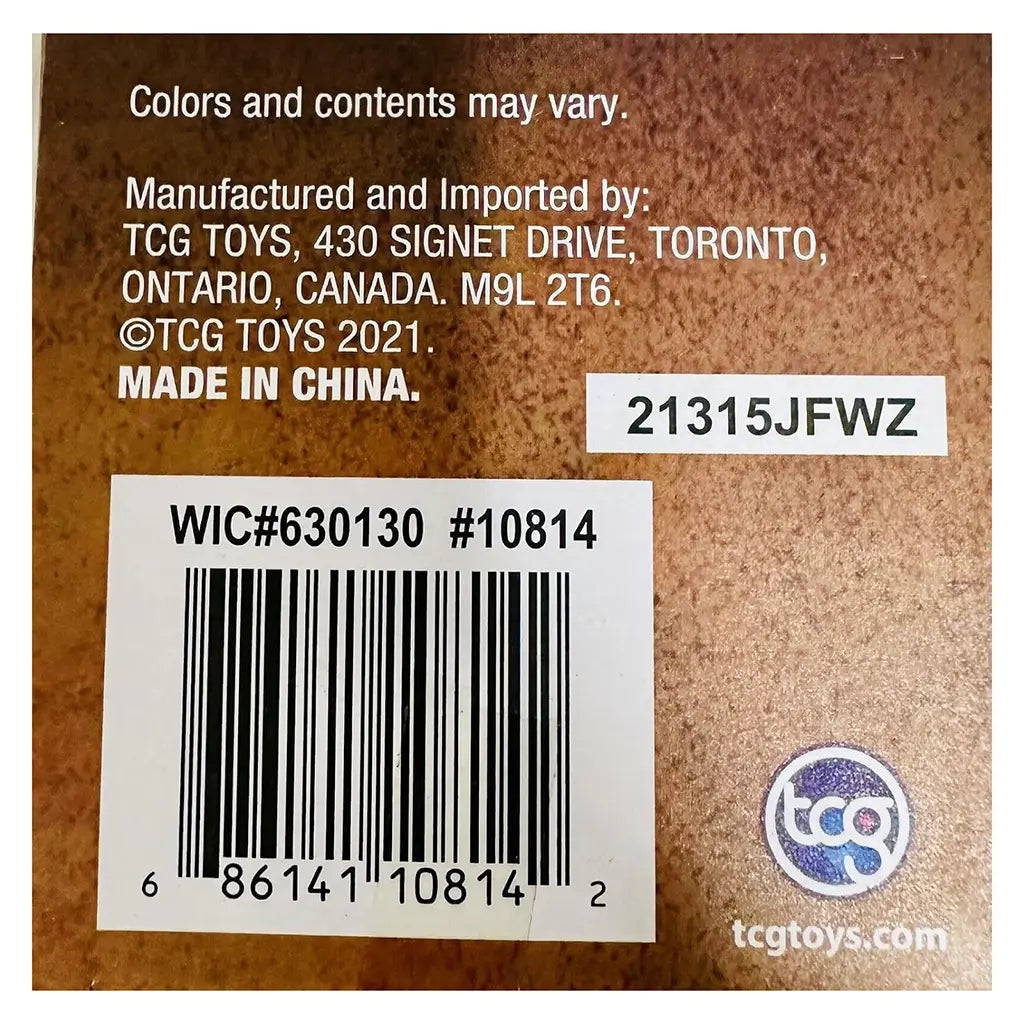 Colors and contents may vary.
Manufactured and Imported by:
TCG TOYS, 430 SIGNET DRIVE, TORONTO,
ONTARIO, CANADA. M9L 2T6.
©TCG TOYS 2021.
MADE IN CHINA.
21315JFWZ
WIC#630130 #10814
6 86141 10814 2
tcg
tcgtoys.com